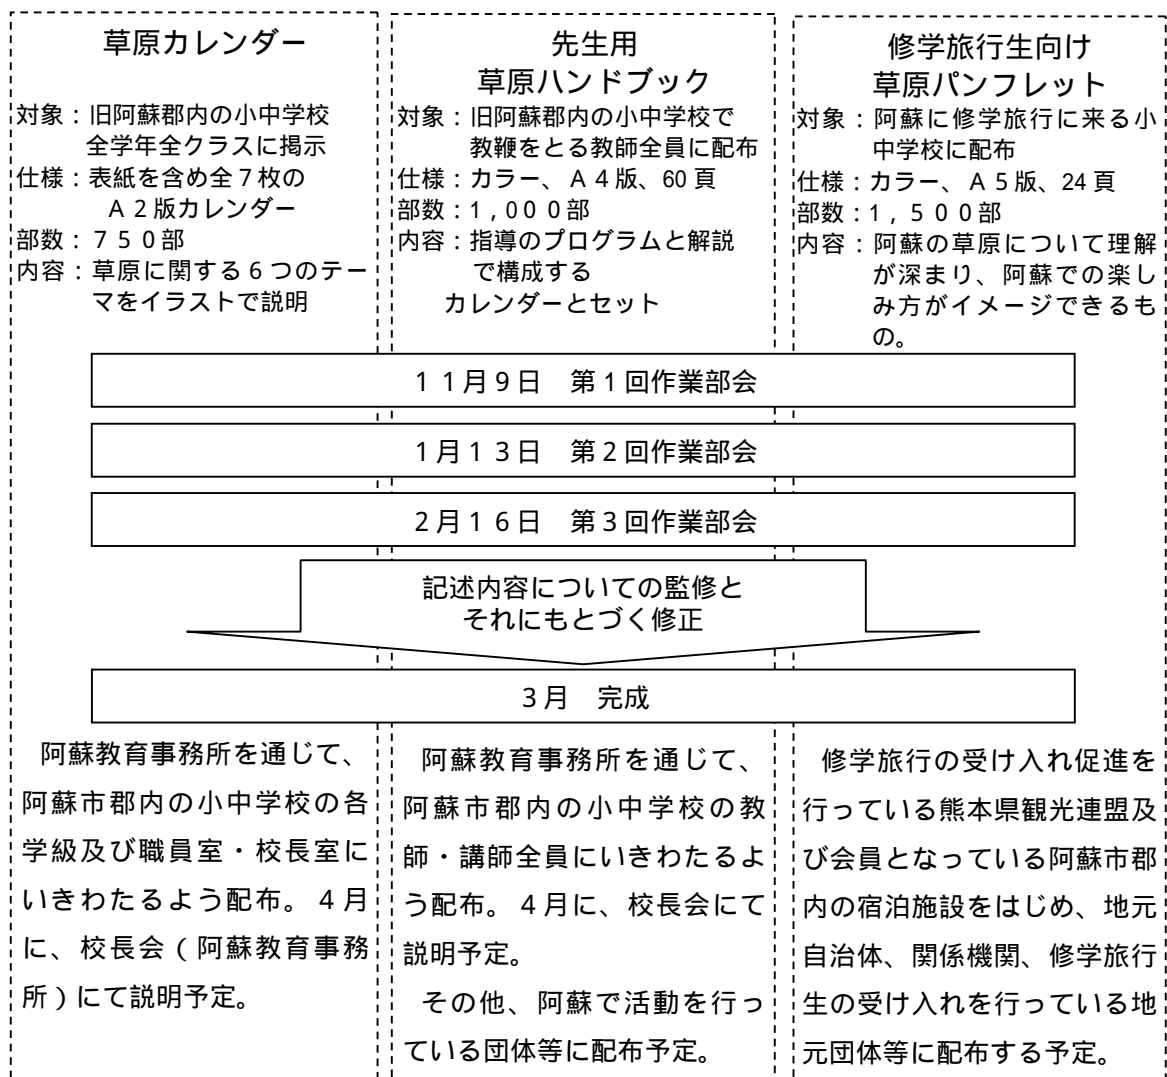 草原カレンダー
対象：旧阿蘇郡内の小中学校
全学年全クラスに掲示
仕様：表紙を含め全７枚の
Ａ２版カレンダー
部数：７５０部
内容：草原に関する６つのテー
マをイラストで説明
先生用
草原ハンドブック
対象：旧阿蘇郡内の小中学校で
教鞭をとる教師全員に配布
仕様：カラー、Ａ４版、60 頁
部数：1，０００部
内容：指導のプログラムと解説
で構成する
カレンダーとセット
修学旅行生向け
草原パンフレット
対象：阿蘇に修学旅行に来る小
中学校に配布
仕様：カラー、Ａ５版、24 頁
部数：１，５００部
内容：阿蘇の草原について理解
が深まり、阿蘇での楽し
み方がイメージできるも
の。
１１月９日　第１回作業部会
１月１３日　第２回作業部会
２月１６日　第３回作業部会
記述内容についての監修と
それにもとづく修正
３月　完成
阿蘇教育事務所を通じて、
阿蘇市郡内の小中学校の各
学級及び職員室・校長室に
いきわたるよう配布。４月
に、校長会（阿蘇教育事務
所）にて説明予定。
阿蘇教育事務所を通じて、
阿蘇市郡内の小中学校の教
師・講師全員にいきわたるよ
う配布。４月に、校長会にて
説明予定。
その他、阿蘇で活動を行っ
ている団体等に配布予定。
修学旅行の受け入れ促進を
行っている熊本県観光連盟及
び会員となっている阿蘇市郡
内の宿泊施設をはじめ、地元
自治体、関係機関、修学旅行
生の受け入れを行っている地
元団体等に配布する予定。